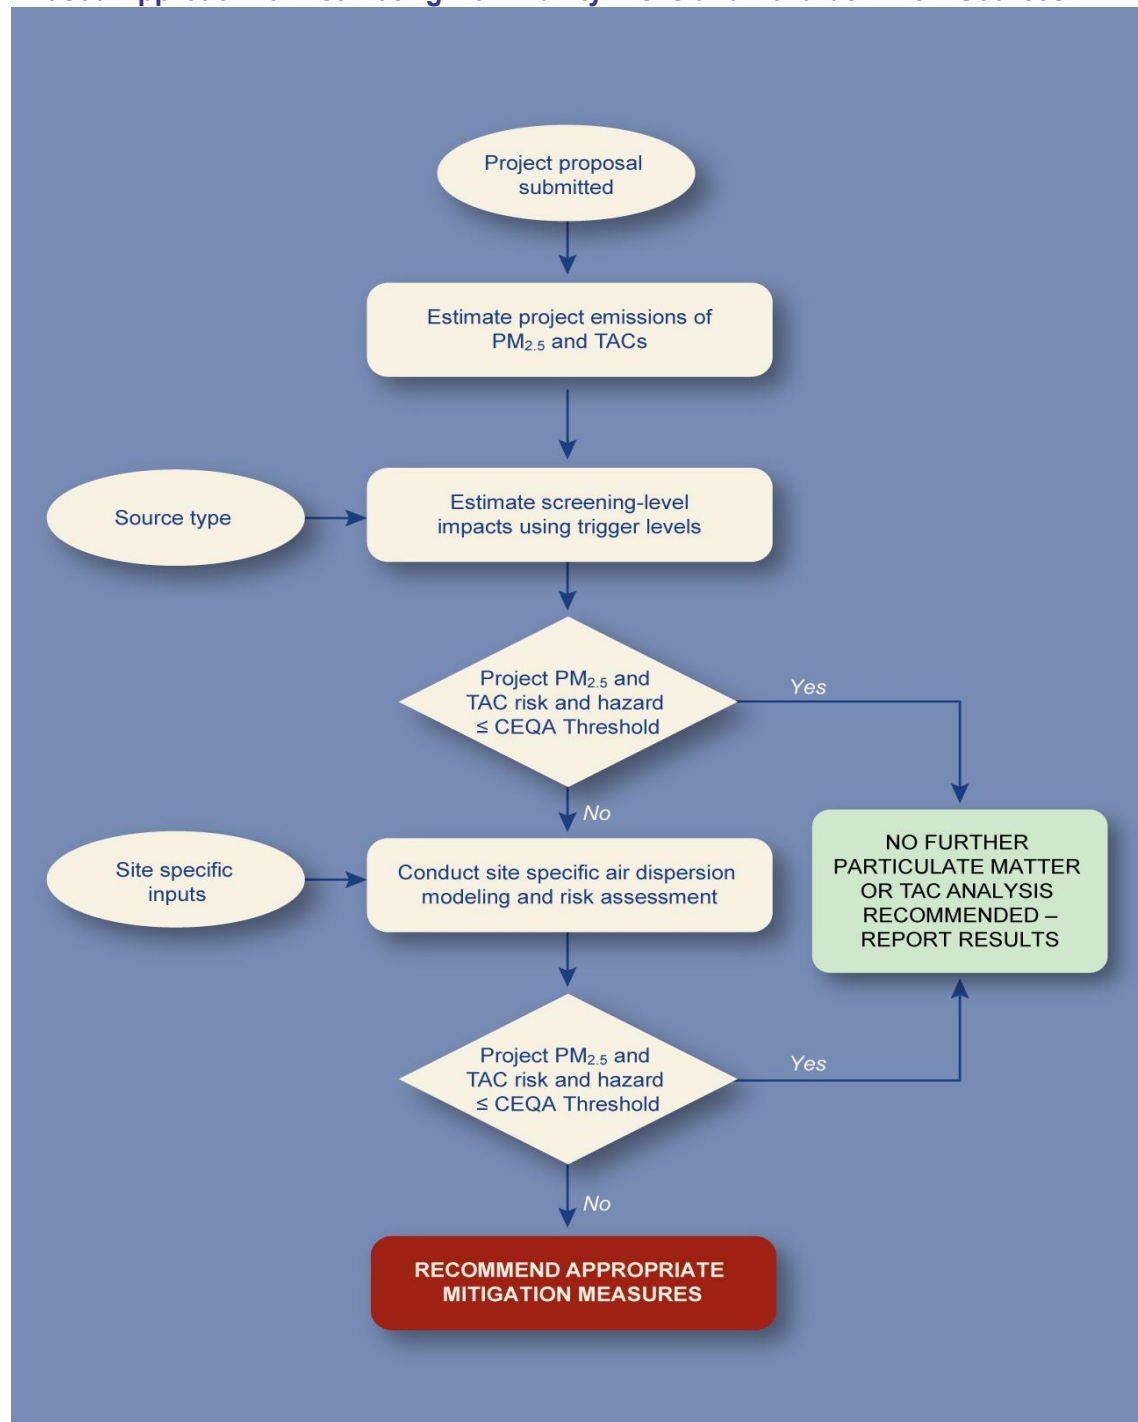 Project proposal
submitted
Estimate project emissions of
PM2.5 and TACs
Source type
Estimate screening-level
impacts using trigger levels
Project PM2.5 and
TAC risk and hazard
≤ CEQA Threshold
Yes
No
Site specific
inputs
Conduct site specific air dispersion
modeling and risk assessment
NO FURTHER
PARTICULATE MATTER
OR TAC ANALYSIS
RECOMMENDED –
REPORT RESULTS
Project PM2.5 and
TAC risk and hazard
≤ CEQA Threshold
Yes
No
RECOMMEND APPROPRIATE
MITIGATION MEASURES